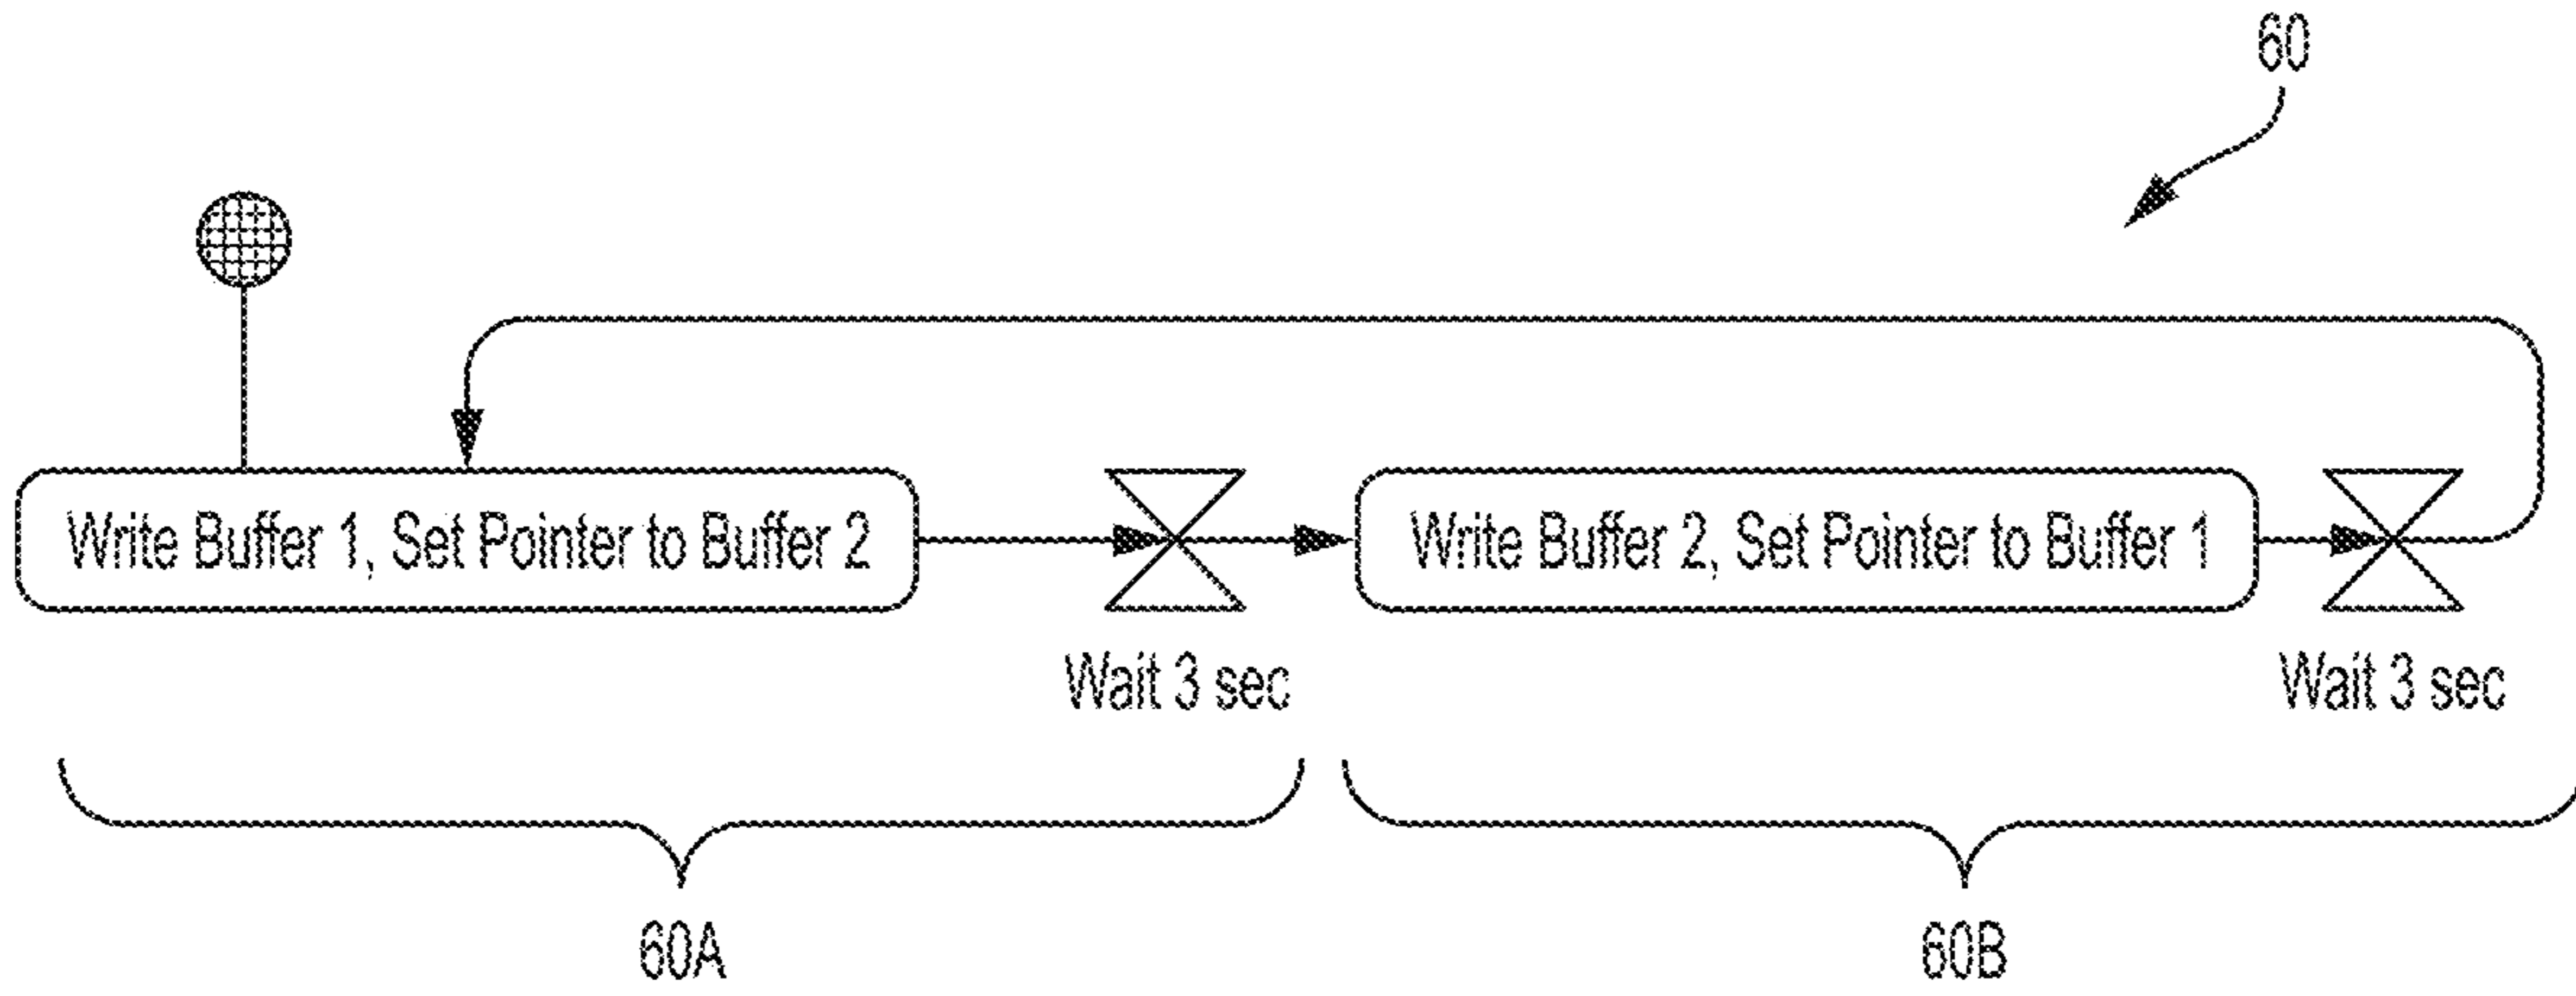 60
Write Buffer 1, Set Pointer to Buffer 2
Write Buffer 2, Set Pointer to Buffer 1
Wait 3 sec
Wait 3 sec
60A
60B